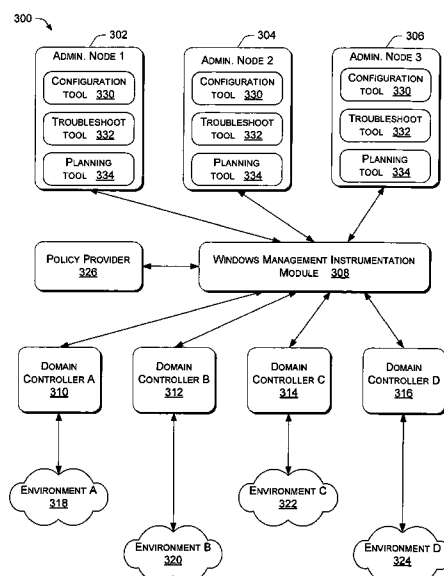 300
302
304
306
ADMIN. NODE 1
CONFIGURATION
TOOL 330
TROUBLESHOOT
TOOL 332
PLANNING
TOOL 334
ADMIN. NODE 2
CONFIGURATION
TOOL 330
TROUBLESHOOT
TOOL 332
PLANNING
TOOL 334
ADMIN. NODE 3
CONFIGURATION
TOOL 330
TROUBLESHOOT
TOOL 332
PLANNING
TOOL 334
POLICY PROVIDER
326
WINDOWS MANAGEMENT INSTRUMENTATION
MODULE 308
DOMAIN
CONTROLLER A
310
DOMAIN
CONTROLLER B
312
DOMAIN
CONTROLLER C
314
DOMAIN
CONTROLLER D
316
ENVIRONMENT A
318
ENVIRONMENT B
320
ENVIRONMENT C
322
ENVIRONMENT D
324